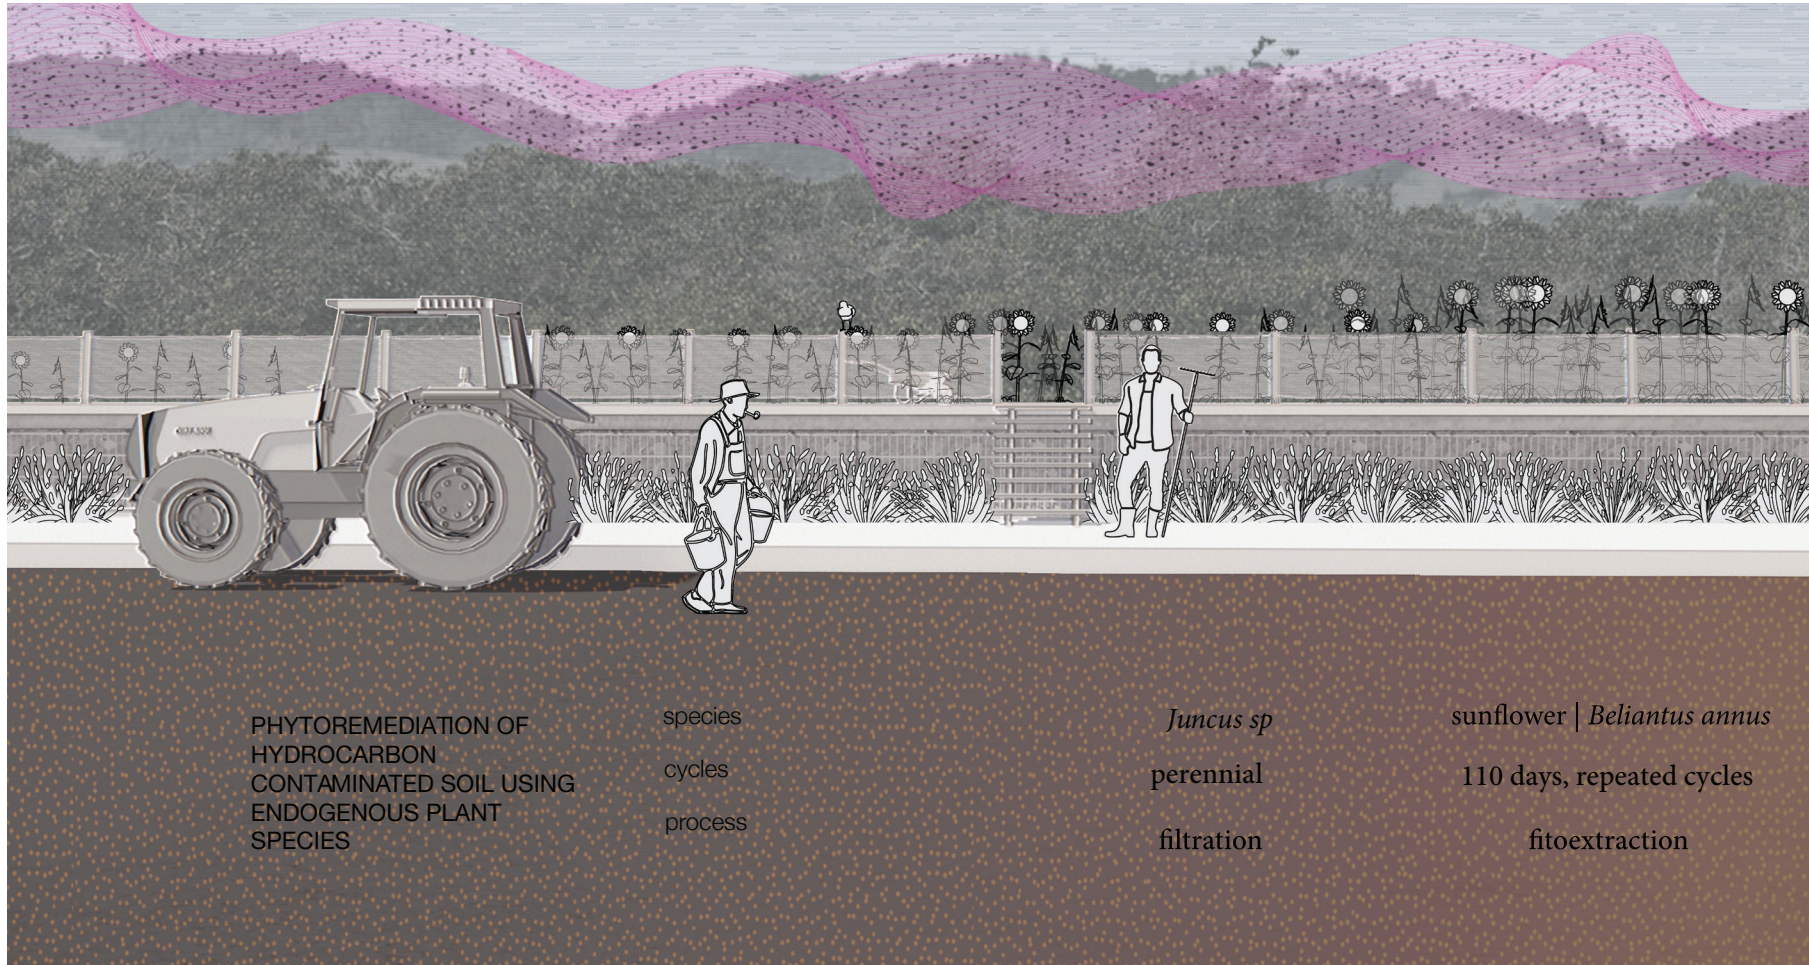 PHYTOREMEDIATION OF
HYDROCARBON
CONTAMINATED SOIL USING
ENDOGENOUS PLANT
SPECIES
species
cycles
process
Juncus sp
perennial
filtration
sunflower | Beliantus annus
110 days, repeated cycles
fitoextraction